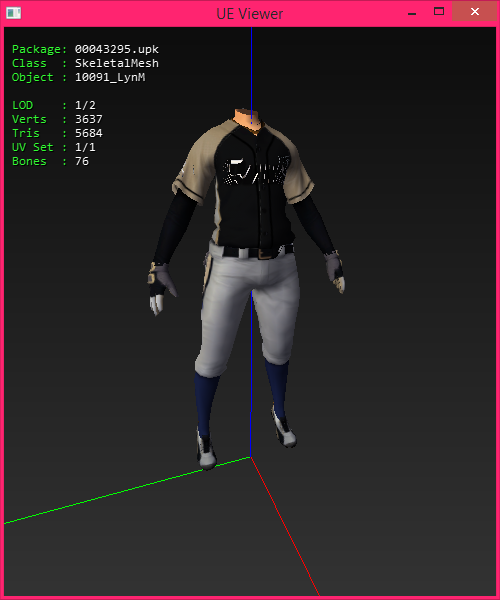 UE Viewer
Package: 00043295.upk
Class  : SkeletalMesh
Object : 10091_LynM
LOD    : 1/2
Verts  : 3637
Tris   : 5684
UV Set : 1/1
Bones  : 76